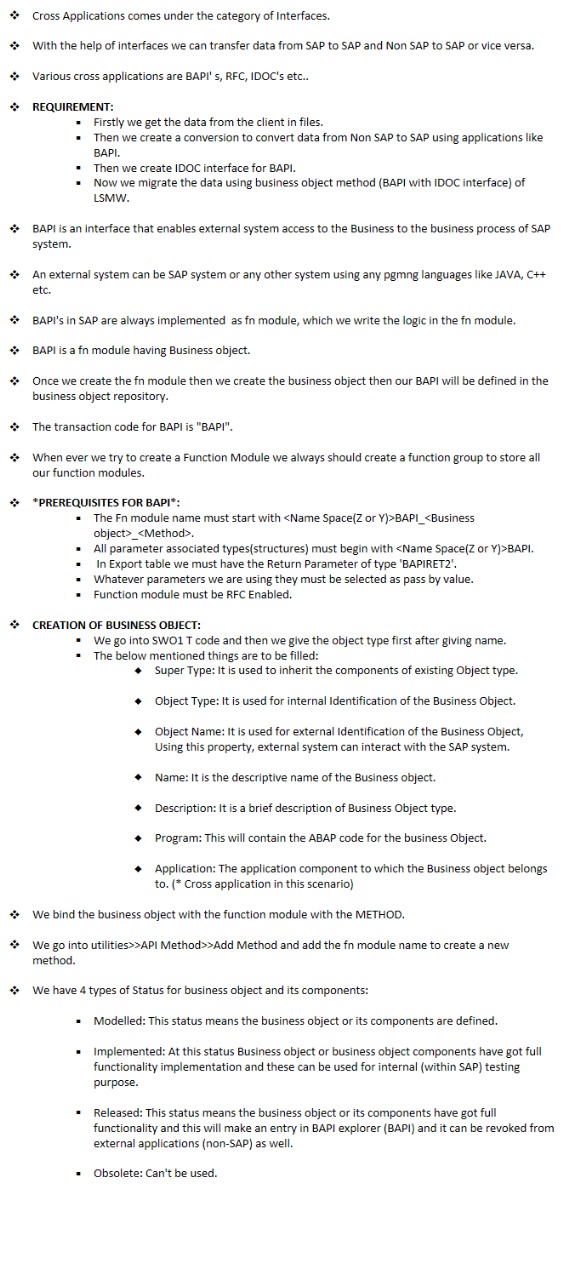 Cross Applications comes under the category of Interfaces.
With the help of interfaces we can transfer data from SAP to SAP and Non SAP to SAP or vice versa.
Various cross applications are BAPI' s, RFC, IDOC's etc..
REQUIREMENT:
Firstly we get the data from the client in files.
Then we create a conversion to convert data from Non SAP to SAP using applications like
BAPI.
Then we create IDOC interface for BAPI.
Now we migrate the data using business object method (BAPI with IDOC interface) of
LSMW.
BAPI is an interface that enables external system access to the Business to the business process of SAP
system.
An external system can be SAP system or any other system using any pgmng languages like JAVA, C++
etc.
BAPI's in SAP are always implemented  as fn module, which we write the logic in the fn module.
BAPI is a fn module having Business object.
Once we create the fn module then we create the business object then our BAPI will be defined in the
business object repository.
The transaction code for BAPI is "BAPI".
When ever we try to create a Function Module we always should create a function group to store all
our function modules.
*PREREQUISITES FOR BAPI*:
The Fn module name must start with <Name Space(Z or Y)>BAPI_<Business
object>_<Method>.
All parameter associated types(structures) must begin with <Name Space(Z or Y)>BAPI.
In Export table we must have the Return Parameter of type 'BAPIRET2'.
Whatever parameters we are using they must be selected as pass by value.
Function module must be RFC Enabled.
CREATION OF BUSINESS OBJECT:
We go into SWO1 T code and then we give the object type first after giving name.
The below mentioned things are to be filled:
Super Type: It is used to inherit the components of existing Object type.
Object Type: It is used for internal Identification of the Business Object.
Object Name: It is used for external Identification of the Business Object,
Using this property, external system can interact with the SAP system.
Name: It is the descriptive name of the Business object.
Description: It is a brief description of Business Object type.
Program: This will contain the ABAP code for the business Object.
Application: The application component to which the Business object belongs
to. (* Cross application in this scenario)
We bind the business object with the function module with the METHOD.
We go into utilities>>API Method>>Add Method and add the fn module name to create a new
method.
We have 4 types of Status for business object and its components:
Modelled: This status means the business object or its components are defined.
Implemented: At this status Business object or business object components have got full
functionality implementation and these can be used for internal (within SAP) testing
purpose.
Released: This status means the business object or its components have got full
functionality and this will make an entry in BAPI explorer (BAPI) and it can be revoked from
external applications (non-SAP) as well.
Obsolete: Can't be used.